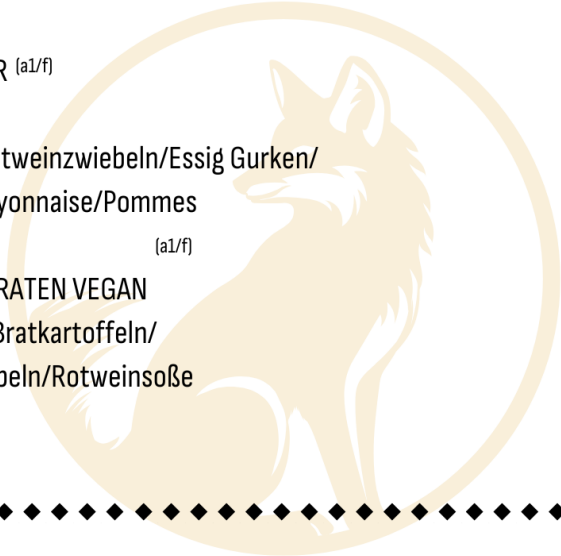 R (a1/f)
tweinzwiebeln/Essig Gurken/
yonnaise/Pommes
(a1/f)
RATEN VEGAN
Bratkartoffeln/
beln/Rotweinsoße